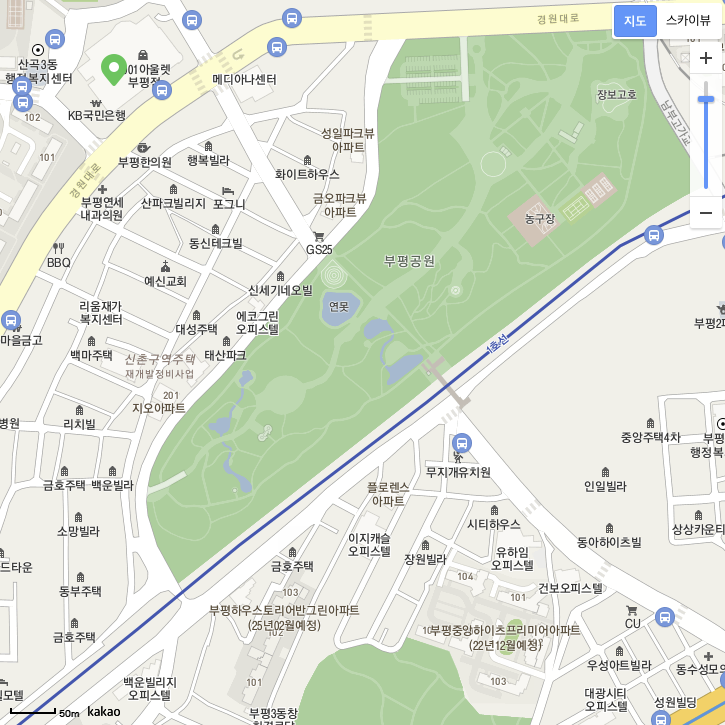 경원대로
지도
스카이뷰
산곡3동
행정복지센터
001아울렛
부평점
메디아나센터
장보고호
남부고가교
102
KB국민은행
101
성일파크뷰
아파트
부평한의원
행복빌라
화이트하우스
경원대로
부평연세
내과의원
산파크빌리지
포그니
금오파크뷰
아파트
농구장
동신테크빌
GS25
BBQ
부평공원
예신교회
신세기네오빌
연못
리움재가
복지센터
대성주택
에코그린
오피스텔
마을금고
1호선
백마주택
신촌구역주택
재개발정비사업
태산파크
201
지오아파트
병원
리치빌
중앙주택4차
부평
행정복
무지개유치원
금호주택
백운빌라
플로렌스
아파트
인일빌라
소망빌라
시티하우스
상상카운티
이지캐슬
오피스텔
장원빌라
유하임
오피스텔
동아하이츠빌
드타운
금호주택
동부주택
104
건보오피스텔
부평하우스토리어반그린아파트
(25년02월예정)
101
CU
금호주택
102
부평중앙하이츠프리미어아파트
(22년12월예정)
우성아트빌라
동수성모의
103
101
백운빌리지
오피스텔
대광시티
오피스텔
성원빌딩
빌모텔
50m
kakao
부평3동창